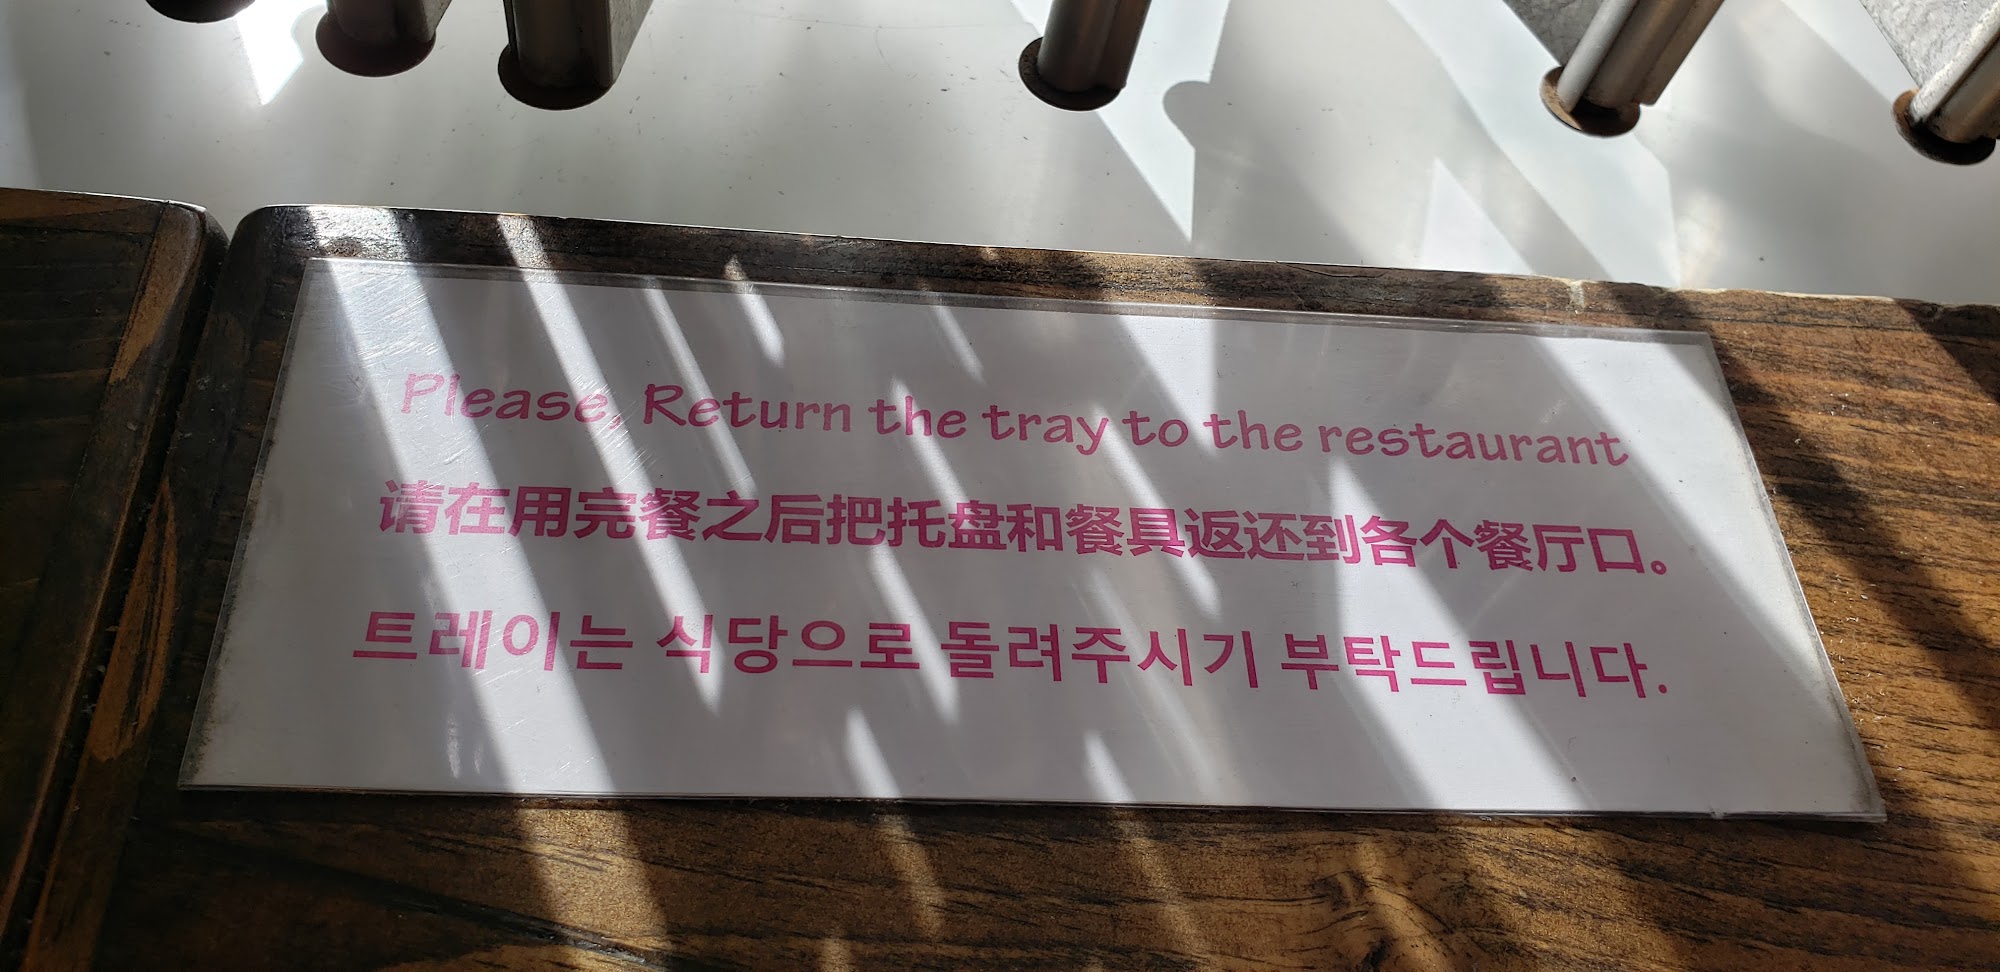 Please, Return the tray to the restaurant
请在用完餐之后把托盘和餐具返还到各个餐厅口。
트레이는 식당으로 돌려주시기 부탁드립니다.